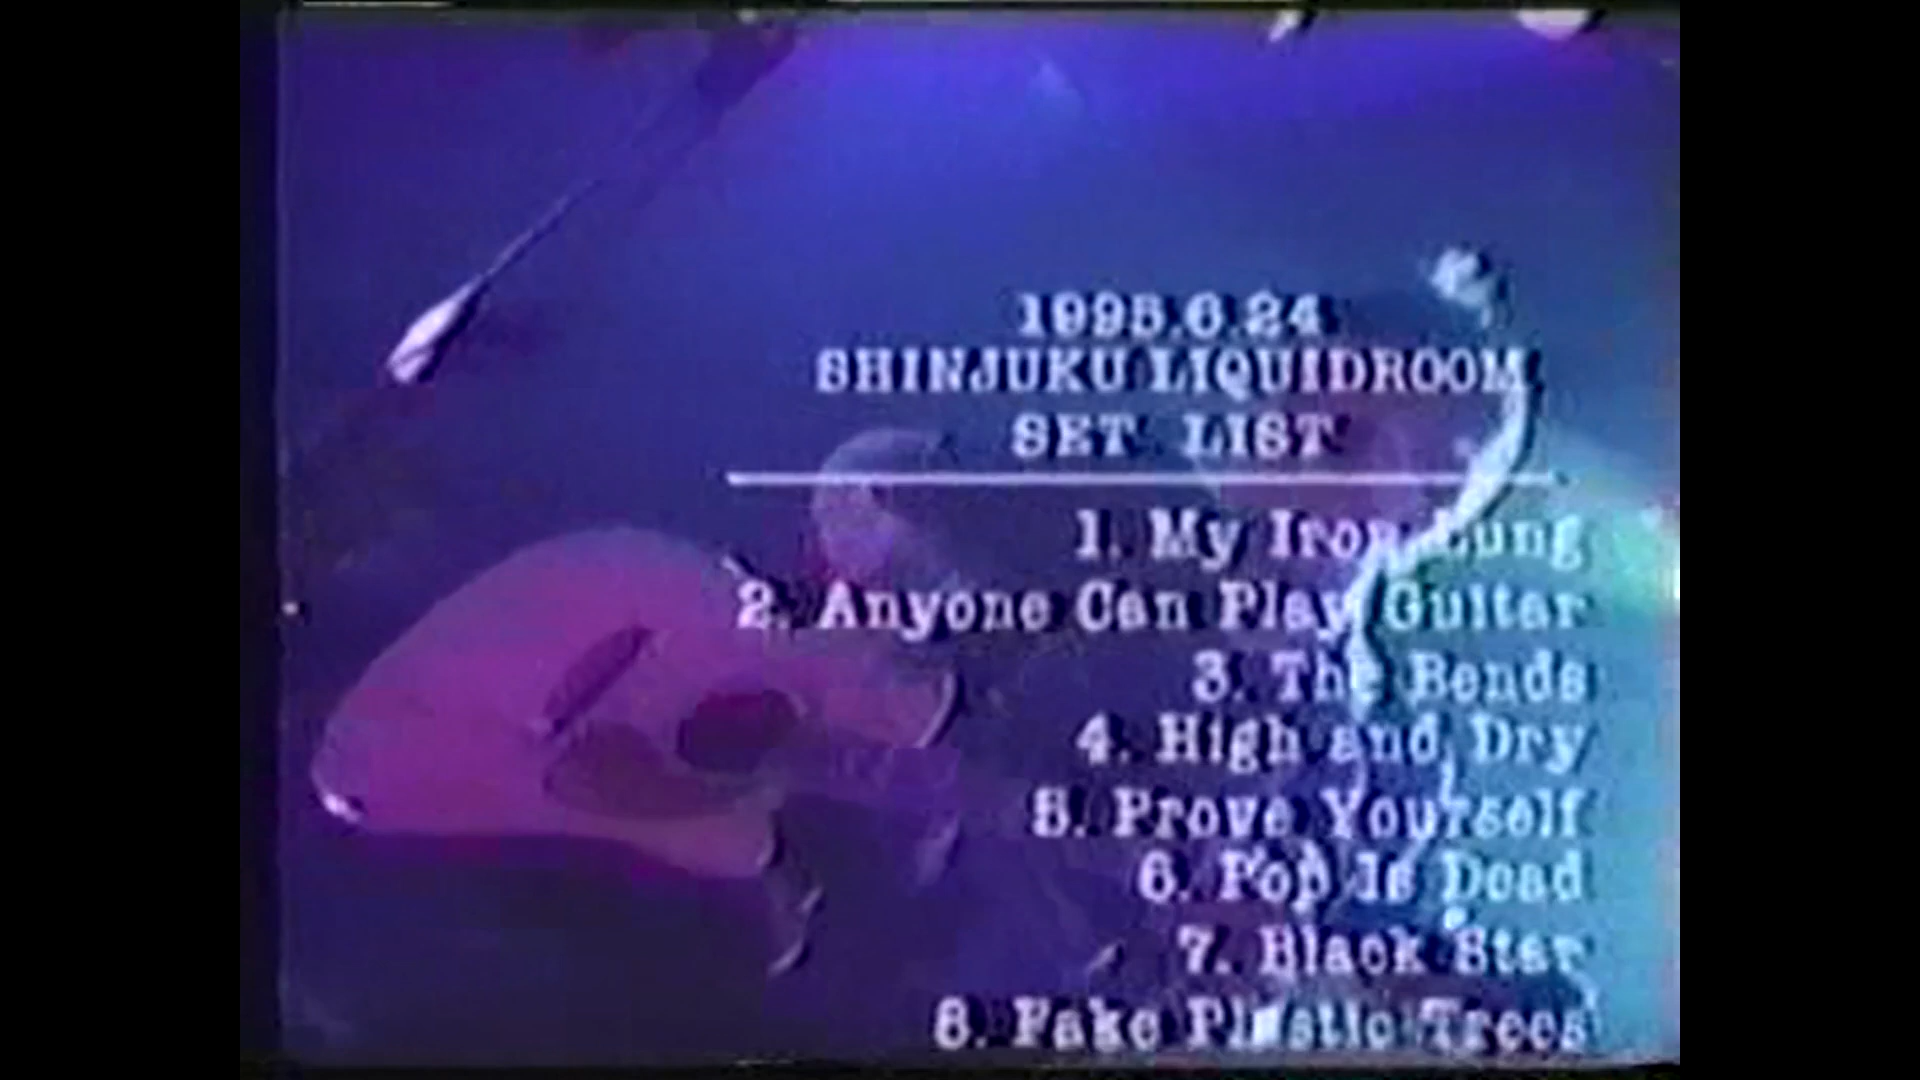 1995.6.24
SHINJUKU LIQUIDROOM
SET LIST
1. My Iron Lung
2. Anyone Can Play Guitar
3. The Bends
4. High and Dry
5. Prove Yourself
6. Pop Is Dead
7. Black Star
8. Fake Plastic Trees